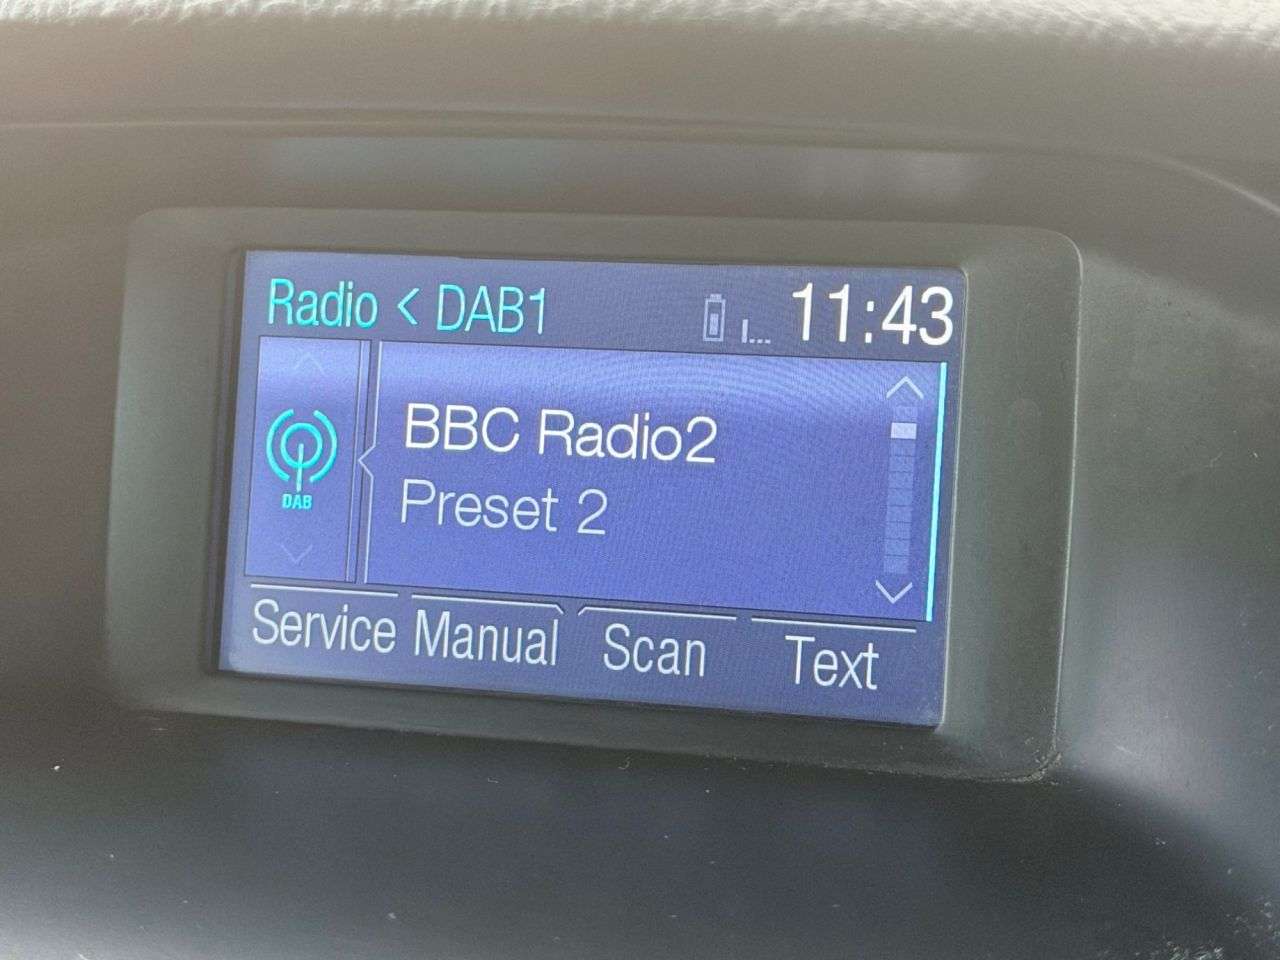 Radio < DAB1 11:43
BBC Radio2
Preset 2
DAB
Service Manual Scan Text